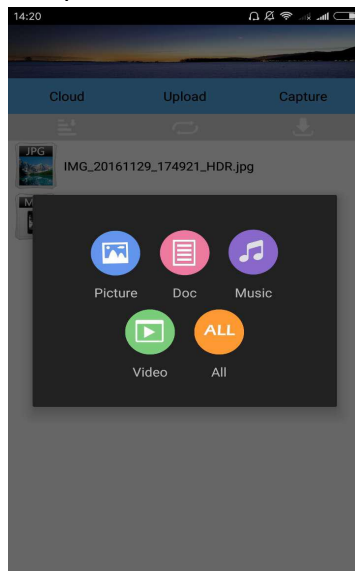 14:20
Cloud Upload Capture
JPG
IMG_20161129_174921_HDR.jpg
M
Picture Doc Music
ALL
Video All